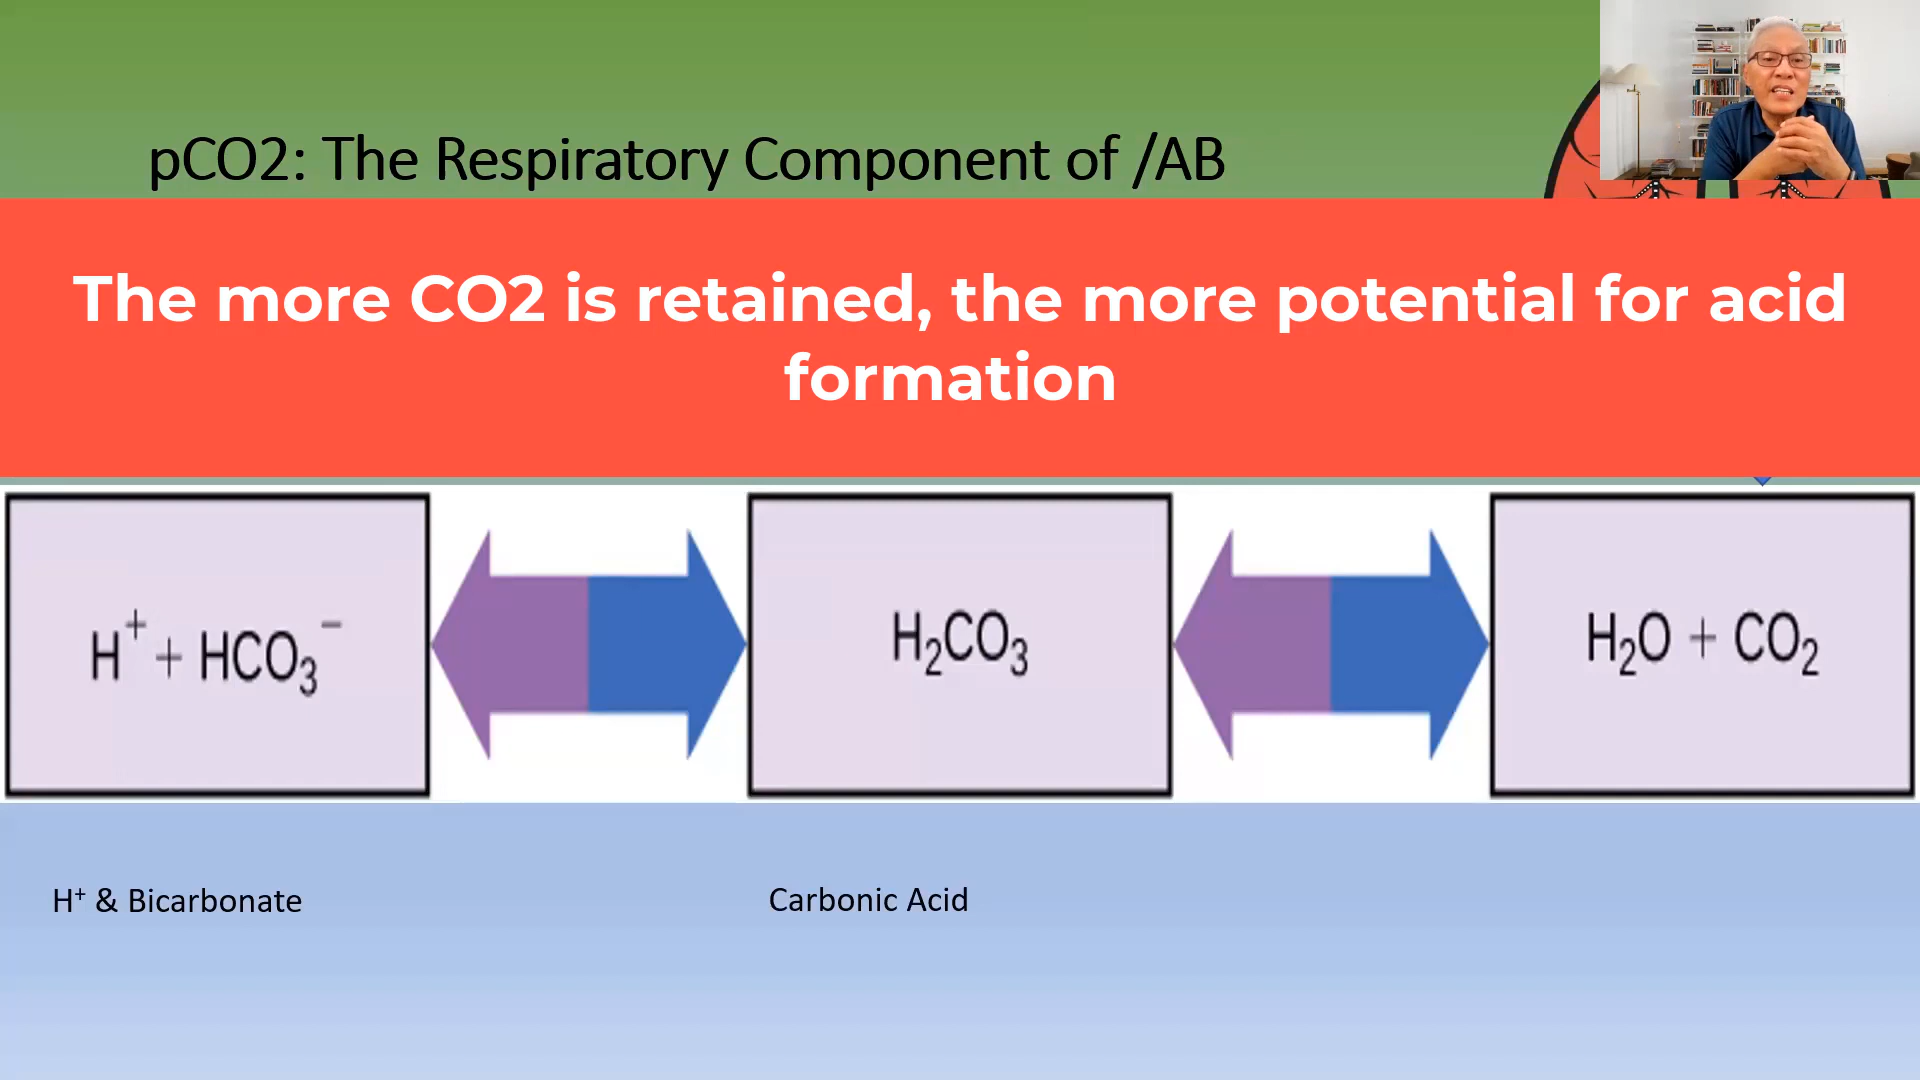 pCO2: The Respiratory Component of /AB
The more CO2 is retained, the more potential for acid
formation
H⁺ + HCO₃⁻
H₂CO₃
H₂O + CO₂
H⁺ & Bicarbonate
Carbonic Acid